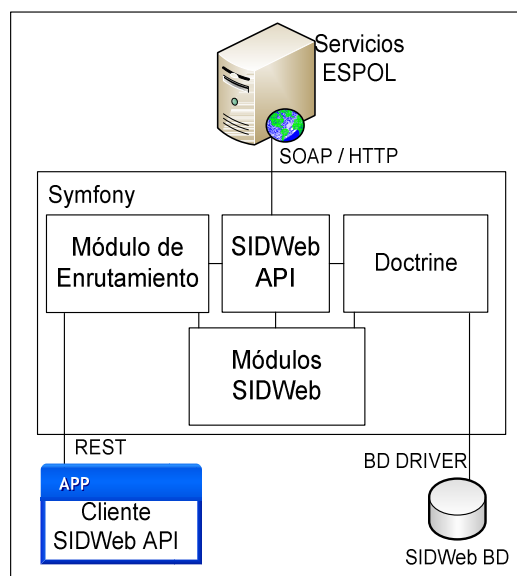 Servicios
ESPOL
SOAP / HTTP
Symfony
Módulo de
Enrutamiento
SIDWeb
API
Doctrine
Módulos
SIDWeb
REST
BD DRIVER
APP
Cliente
SIDWeb API
SIDWeb BD